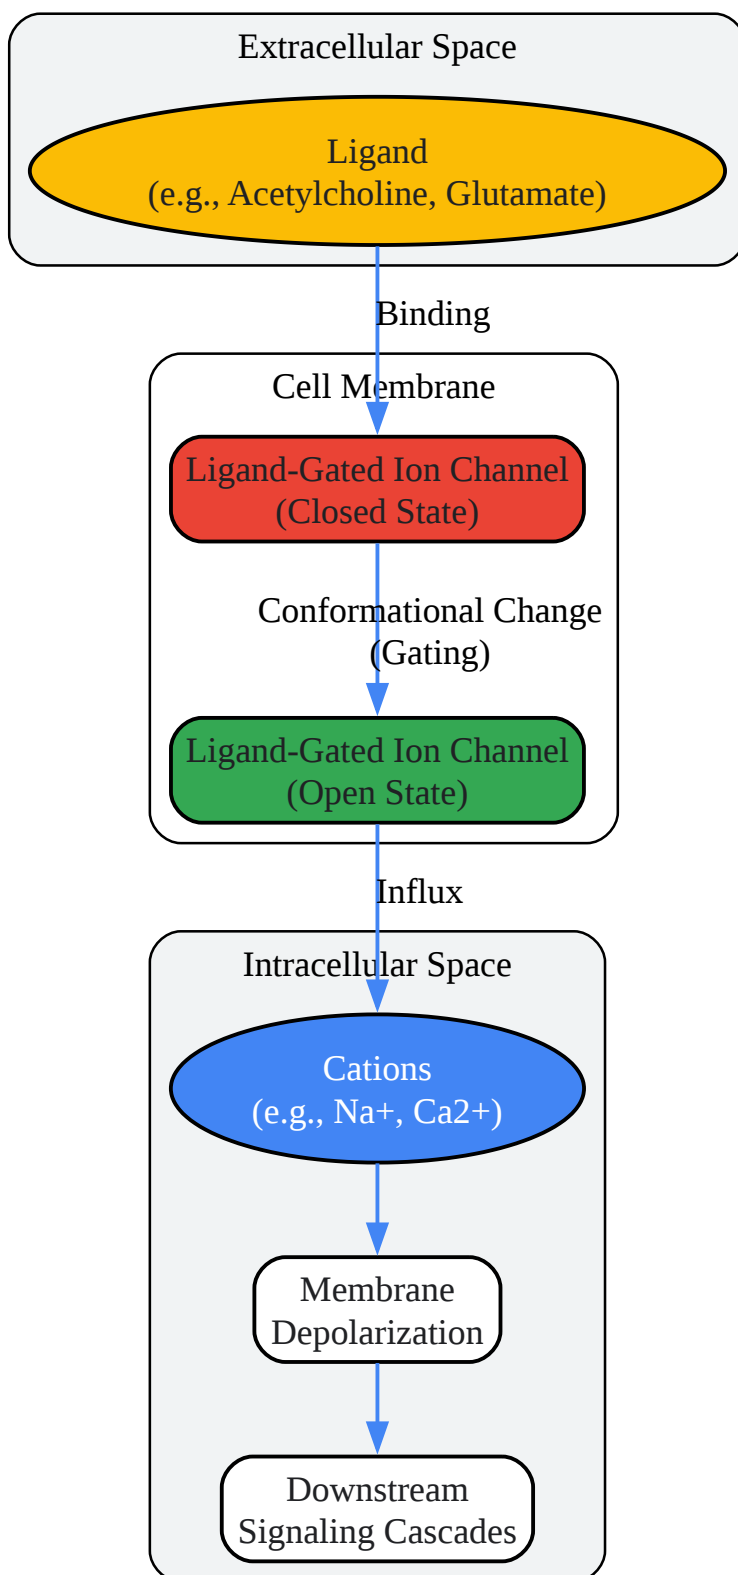 Extracellular Space
Ligand
(e.g., Acetylcholine, Glutamate)
Binding
Cell Membrane
Ligand-Gated Ion Channel
(Closed State)
Conformational Change
(Gating)
Ligand-Gated Ion Channel
(Open State)
Influx
Intracellular Space
Cations
(e.g., Na+, Ca2+)
Membrane
Depolarization
Downstream
Signaling Cascades